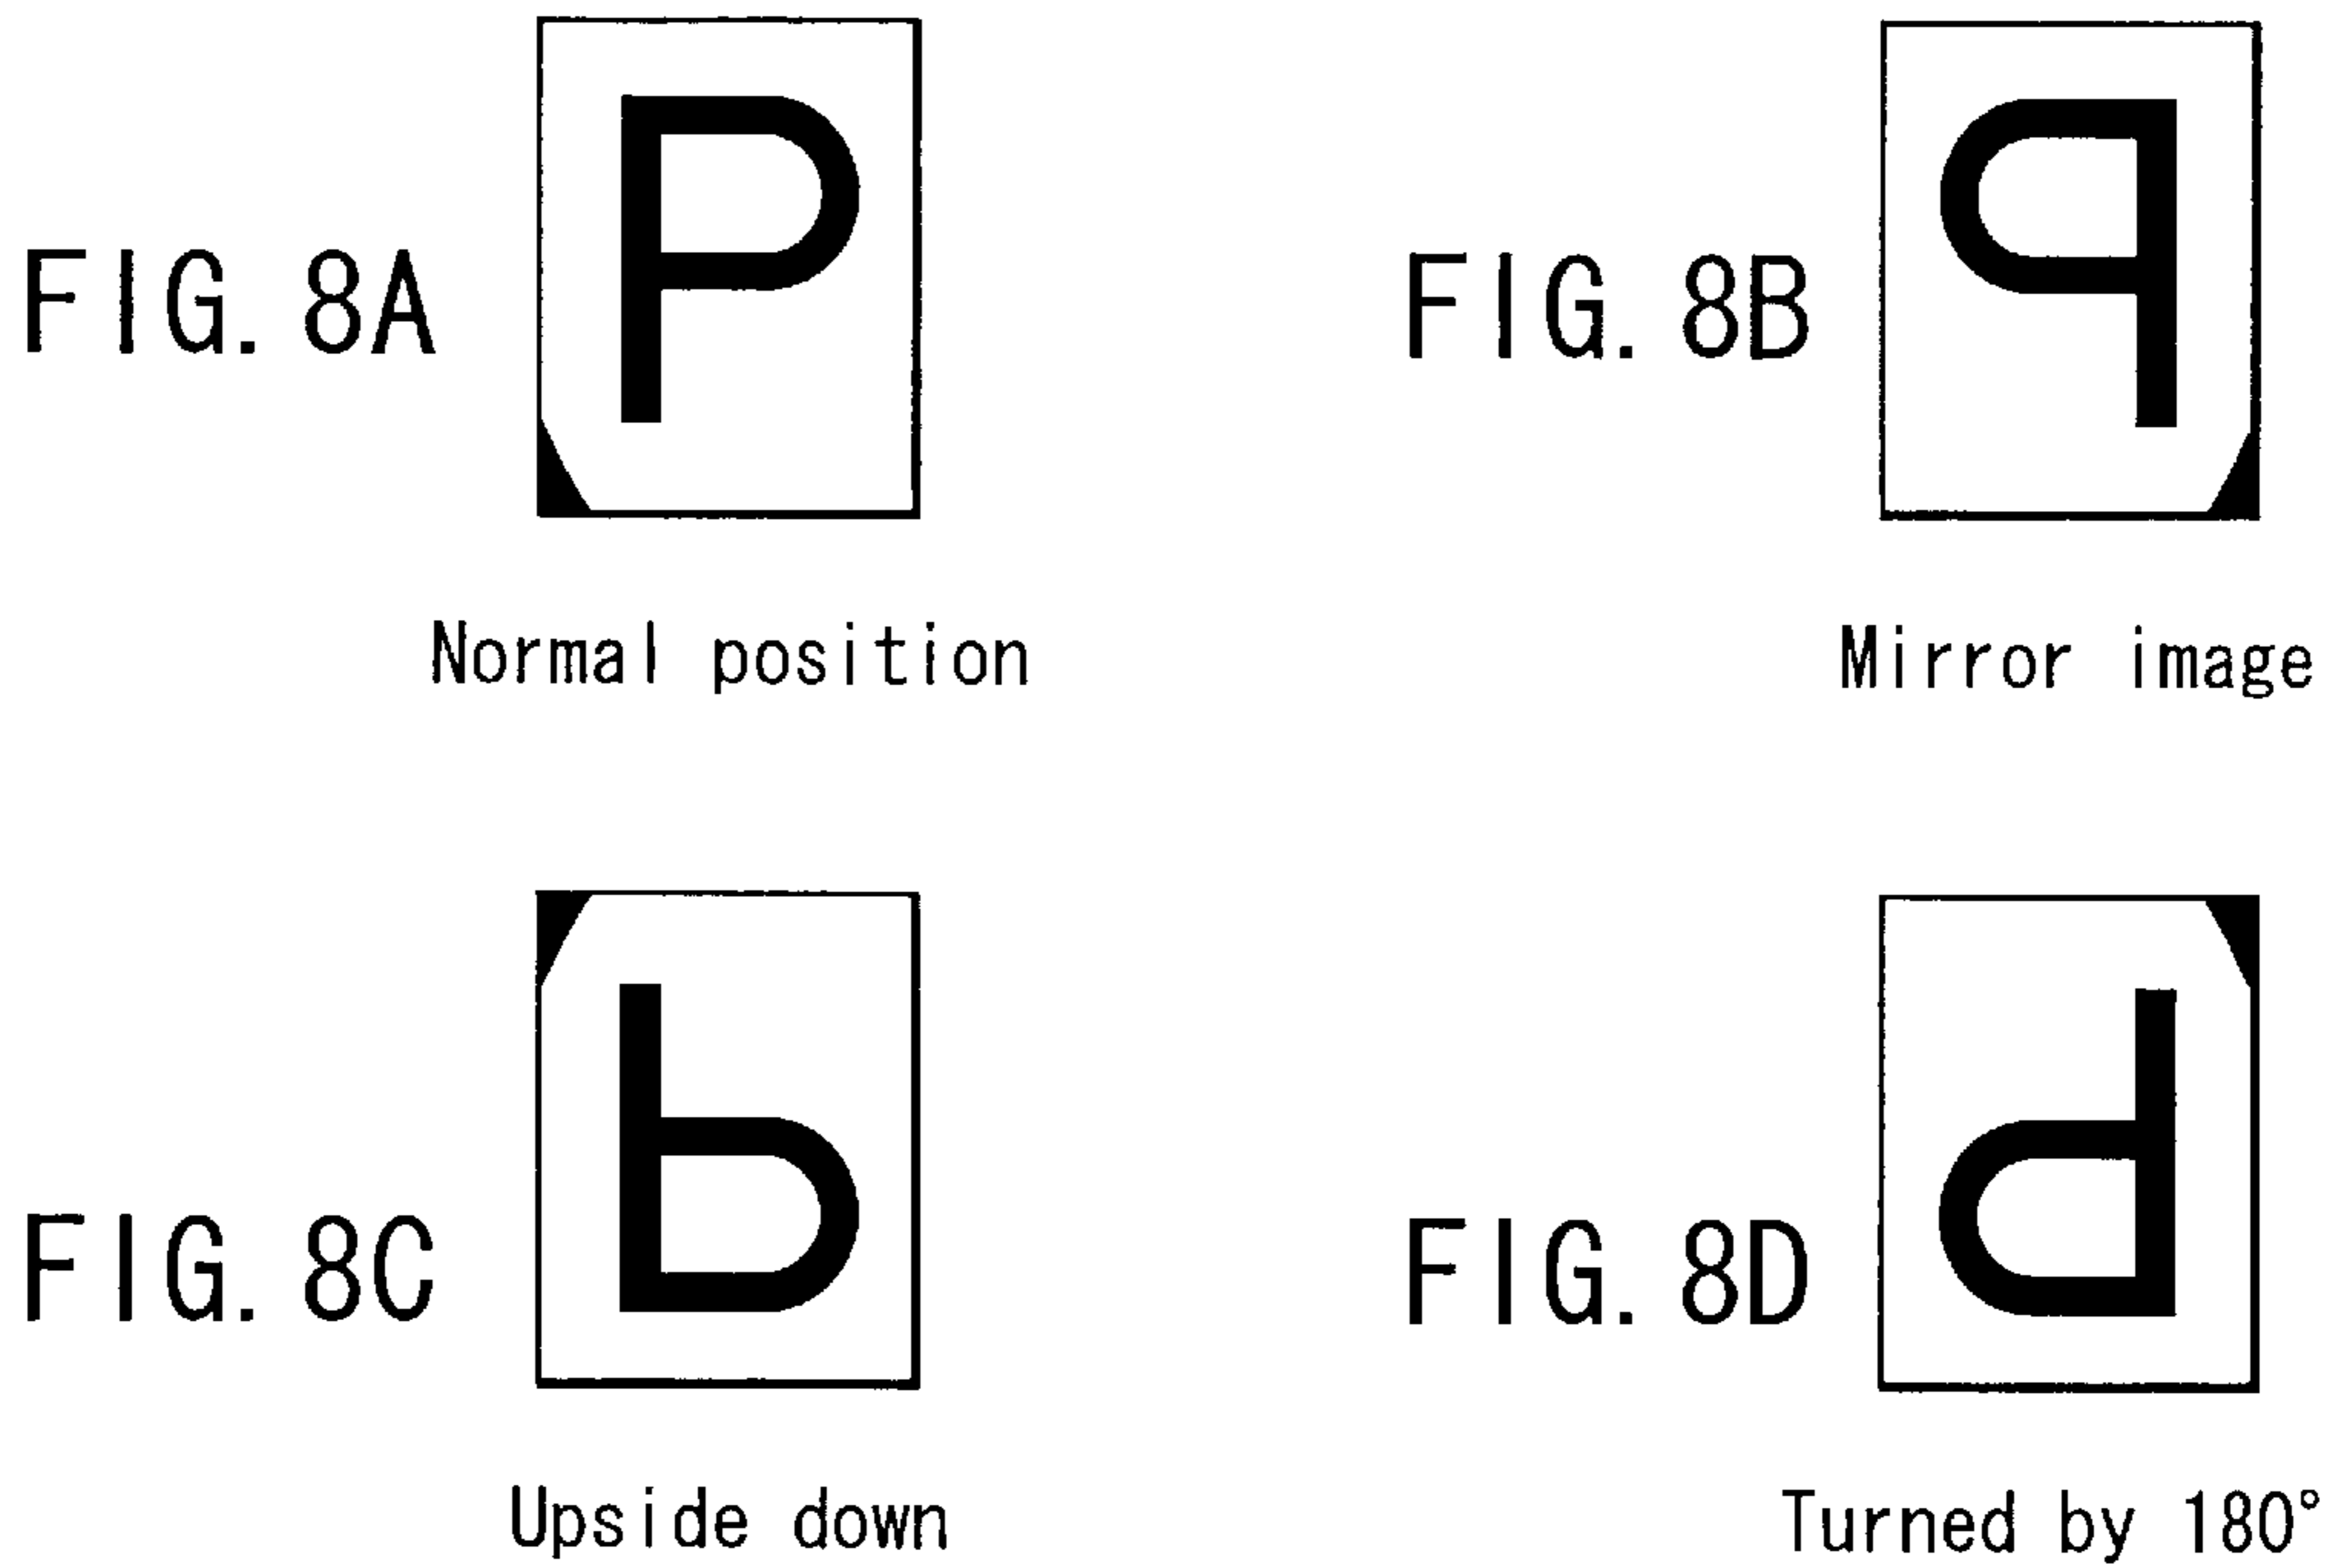 FIG. 8A
P
Normal position
FIG. 8B
P
Mirror image
FIG. 8C
P
Upside down
FIG. 8D
P
Turned by 180°